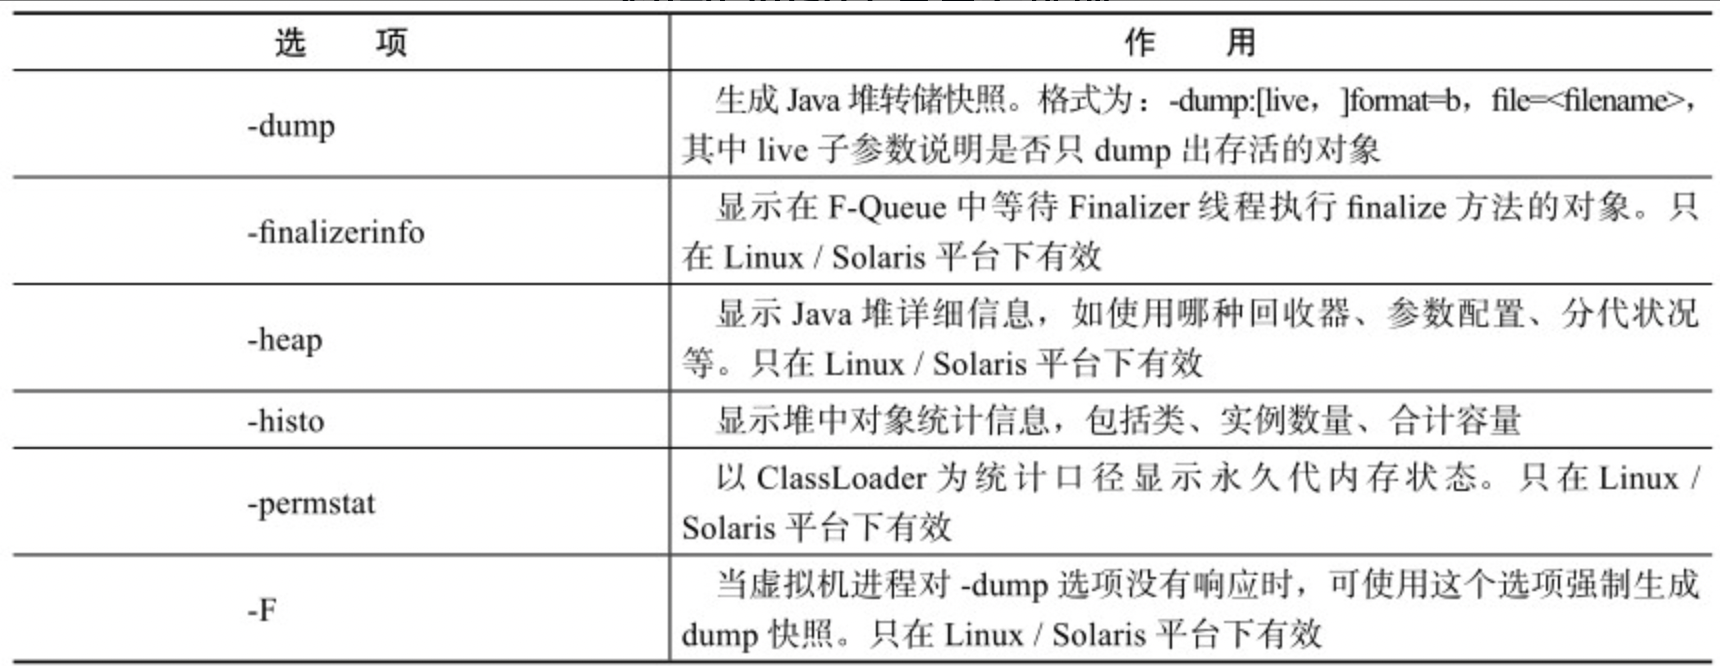 选 项 作 用
-dump
生成 Java 堆转储快照。格式为：-dump:[live，]format=b，file=<filename>，
其中 live 子参数说明是否只 dump 出存活的对象
-finalizerinfo
显示在 F-Queue 中等待 Finalizer 线程执行 finalize 方法的对象。只
在 Linux / Solaris 平台下有效
-heap
显示 Java 堆详细信息，如使用哪种回收器、参数配置、分代状况
等。只在 Linux / Solaris 平台下有效
-histo
显示堆中对象统计信息，包括类、实例数量、合计容量
-permstat
以 ClassLoader 为统计口径显示永久代内存状态。只在 Linux /
Solaris 平台下有效
-F
当虚拟机进程对 -dump 选项没有响应时，可使用这个选项强制生成
dump 快照。只在 Linux / Solaris 平台下有效